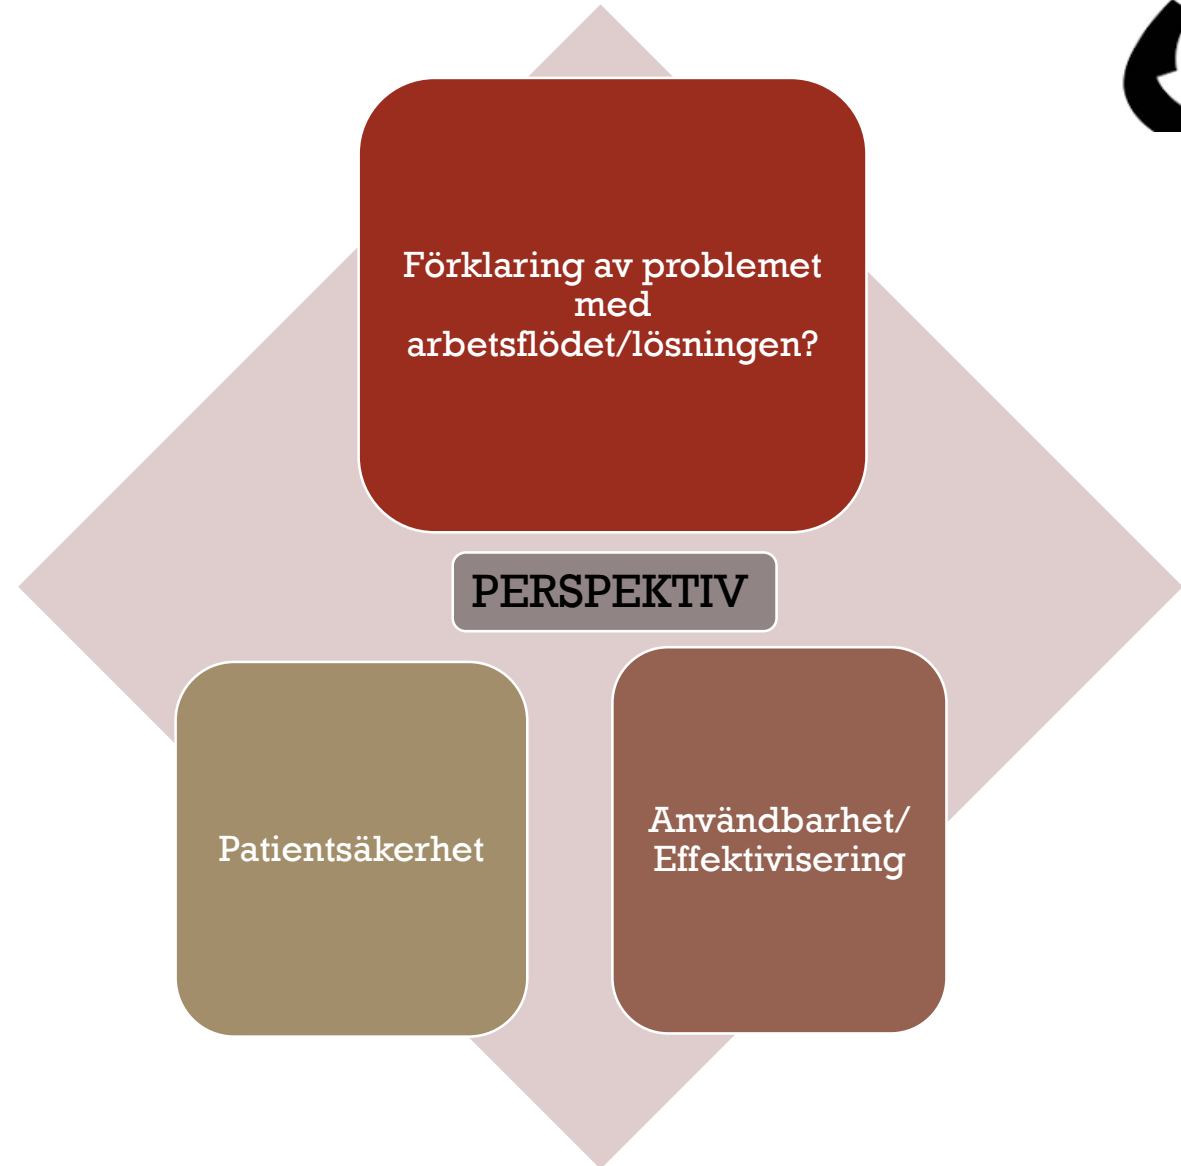 Förklaring av problemet
med
arbetsflödet/lösningen?
PERSPEKTIV
Patientsäkerhet
Användbarhet/
Effektivisering